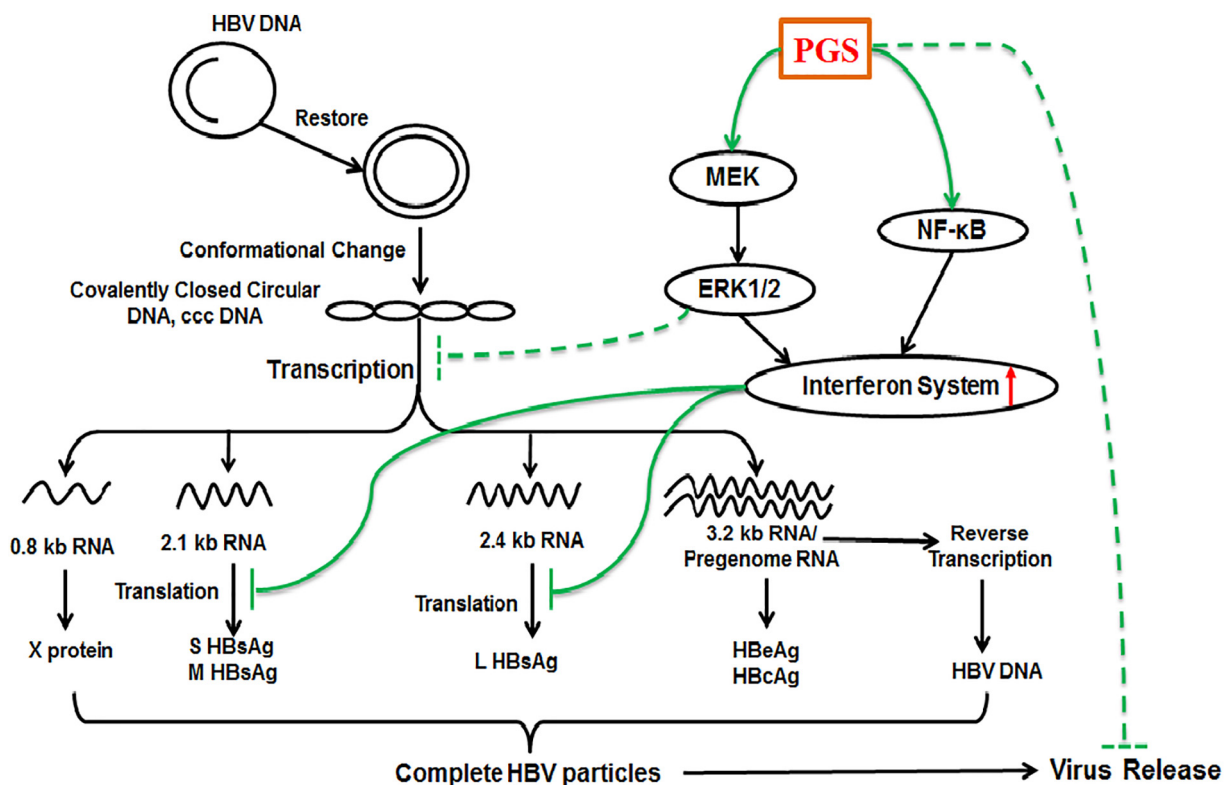 HBV DNA
PGS
Restore
MEK
NF-κB
Conformational Change
Covalently Closed Circular
DNA, ccc DNA
ERK1/2
Transcription
Interferon System
0.8 kb RNA
2.1 kb RNA
2.4 kb RNA
3.2 kb RNA/
Pregenome RNA
Reverse
Transcription
Translation
Translation
X protein
S HBsAg
M HBsAg
L HBsAg
HBeAg
HBcAg
HBV DNA
Complete HBV particles
Virus Release